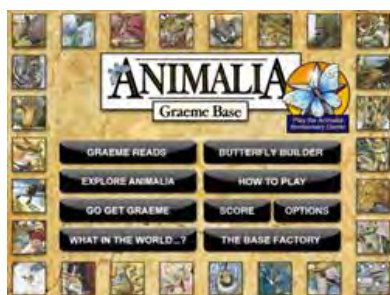 ANIMALIA
Graeme Base
Play the Animalia
Anniversary Game!
GRAEME READS
BUTTERFLY BUILDER
EXPLORE ANIMALIA
HOW TO PLAY
GO GET GRAEME
SCORE
OPTIONS
WHAT IN THE WORLD...?
THE BASE FACTORY